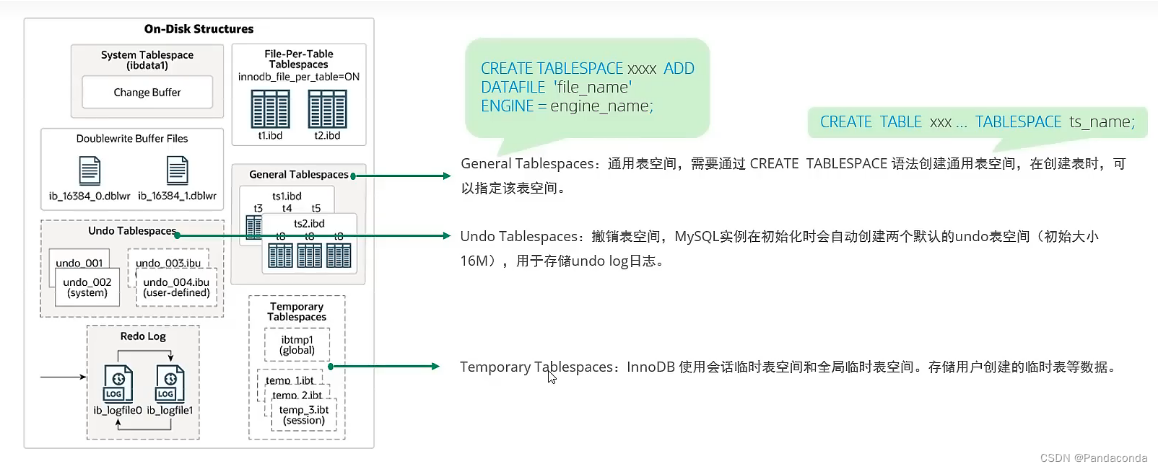 On-Disk Structures
System Tablespace
(ibdata1)
Change Buffer
File-Per-Table
Tablespaces
innodb_file_per_table=ON
t1.ibd
t2.ibd
Doublewrite Buffer Files
ib_16384_0.dblwr
ib_16384_1.dblwr
General Tablespaces
ts1.ibd
t3 t4 t5
ts2.ibd
t8 t8 t8
Undo Tablespaces
undo_001
undo_002
(system)
undo_003.ibu
undo_004.ibu
(user-defined)
Temporary
Tablespaces
ibtmp1
(global)
temp_1.ibt
temp_2.ibt
temp_3.ibt
(session)
Redo Log
LOG
LOG
ib_logfile0 ib_logfile1
CREATE TABLESPACE xxxx ADD
DATAFILE 'file_name'
ENGINE = engine_name;
CREATE TABLE xxx ... TABLESPACE ts_name;
General Tablespaces：通用表空间，需要通过 CREATE TABLESPACE 语法创建通用表空间，在创建表时，可
以指定该表空间。
Undo Tablespaces：撤销表空间，MySQL实例在初始化时会自动创建两个默认的undo表空间（初始大小
16M），用于存储undo log日志。
Temporary Tablespaces：InnoDB 使用会话临时表空间和全局临时表空间。存储用户创建的临时表等数据。
CSDN @Pandaconda